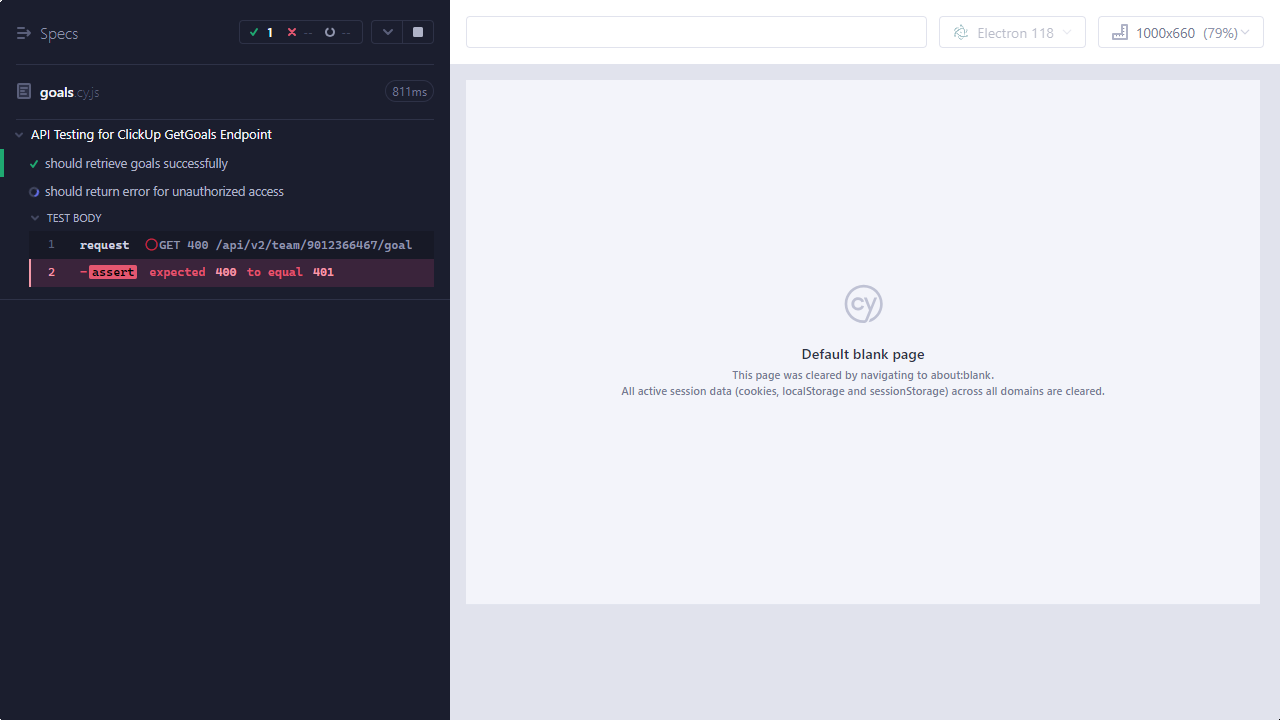 Specs
1 -- --
goals.cy.js
811ms
API Testing for ClickUp GetGoals Endpoint
should retrieve goals successfully
should return error for unauthorized access
TEST BODY
1 request GET 400 /api/v2/team/9012366467/goal
2 -assert expected 400 to equal 401
Electron 118
1000x660 (79%)
cy
Default blank page
This page was cleared by navigating to about:blank.
All active session data (cookies, localStorage and sessionStorage) across all domains are cleared.